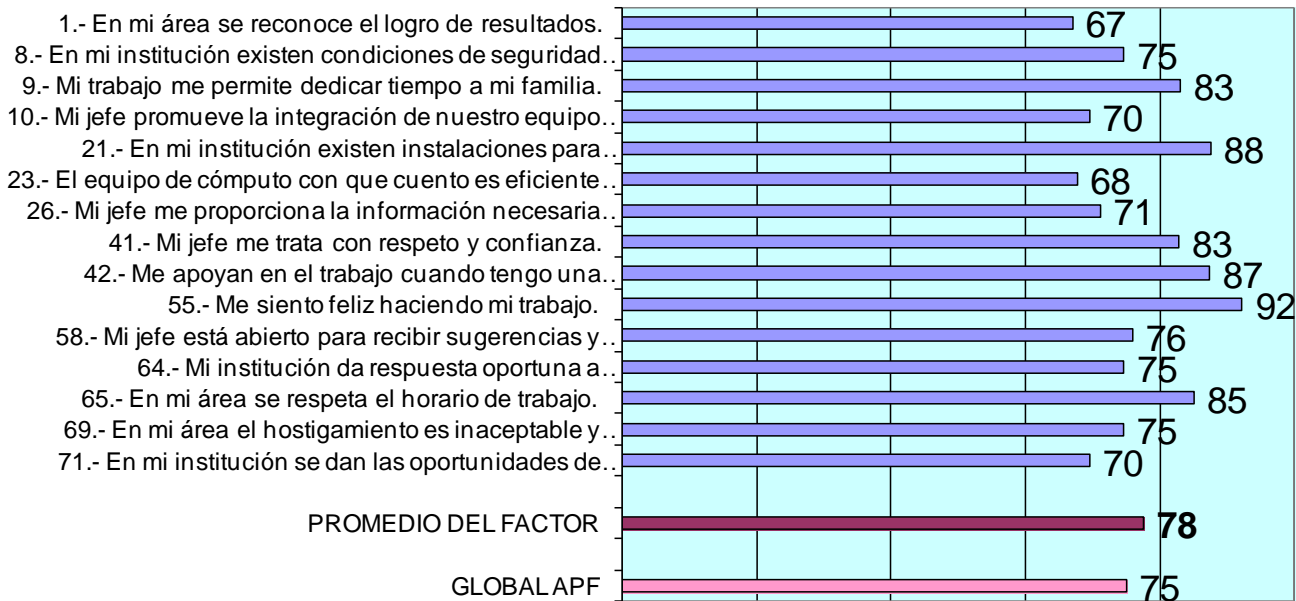 1.- En mi área se reconoce el logro de resultados. 67
8.- En mi institución existen condiciones de seguridad.. 75
9.- Mi trabajo me permite dedicar tiempo a mi familia. 83
10.- Mi jefe promueve la integración de nuestro equipo.. 70
21.- En mi institución existen instalaciones para.. 88
23.- El equipo de cómputo con que cuento es eficiente.. 68
26.- Mi jefe me proporciona la información necesaria.. 71
41.- Mi jefe me trata con respeto y confianza. 83
42.- Me apoyan en el trabajo cuando tengo una.. 87
55.- Me siento feliz haciendo mi trabajo. 92
58.- Mi jefe está abierto para recibir sugerencias y.. 76
64.- Mi institución da respuesta oportuna a.. 75
65.- En mi área se respeta el horario de trabajo. 85
69.- En mi área el hostigamiento es inaceptable y.. 75
71.- En mi institución se dan las oportunidades de.. 70
PROMEDIO DEL FACTOR 78
GLOBAL APF 75